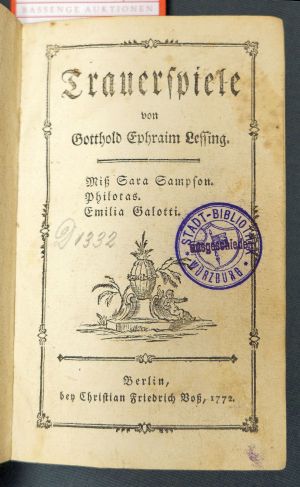 BASSENGE AUKTIONEN
Trauerſpiele
von
Gotthold Ephraim Leſſing.
Miß Sara Sampſon.
Philotas.
Emilia Galotti.
D 1332
STADT-BIBLIOTHEK
ausgeschieden
WÜRZBURG
Berlin,
bey Chriſtian Friedrich Voß, 1772.